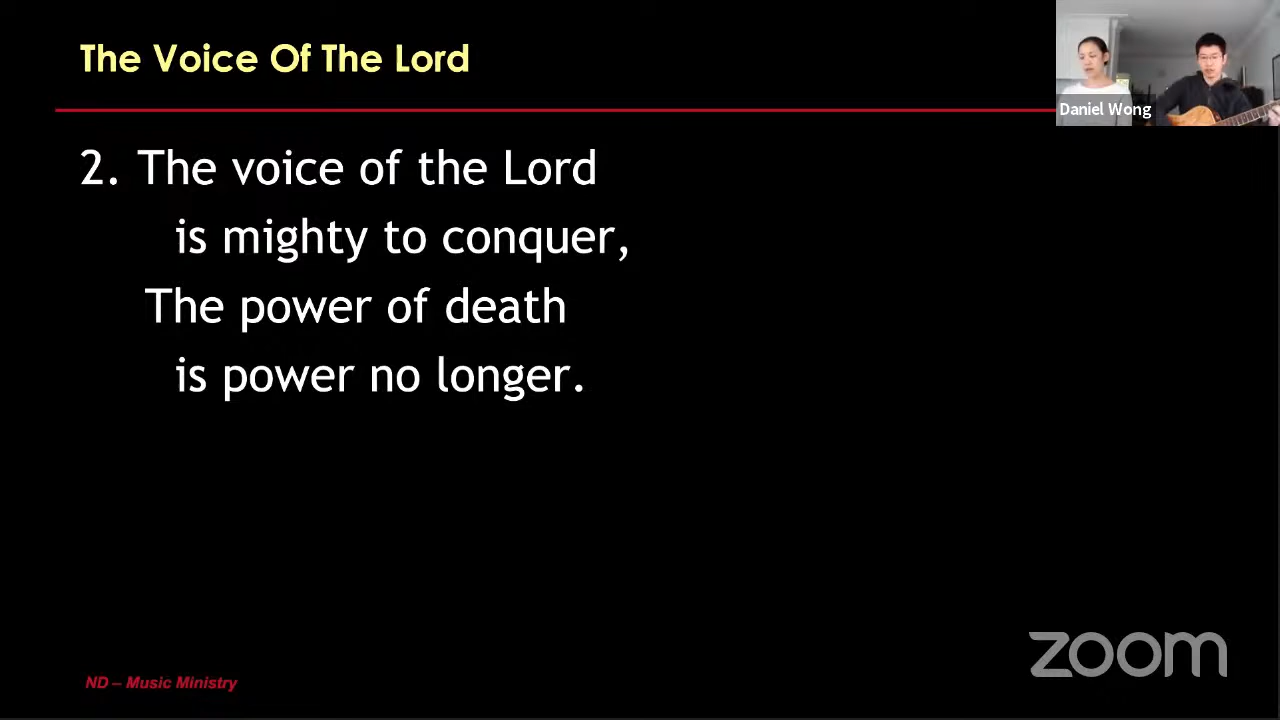 The Voice Of The Lord
Daniel Wong
2. The voice of the Lord
is mighty to conquer,
The power of death
is power no longer.
zoom
ND – Music Ministry